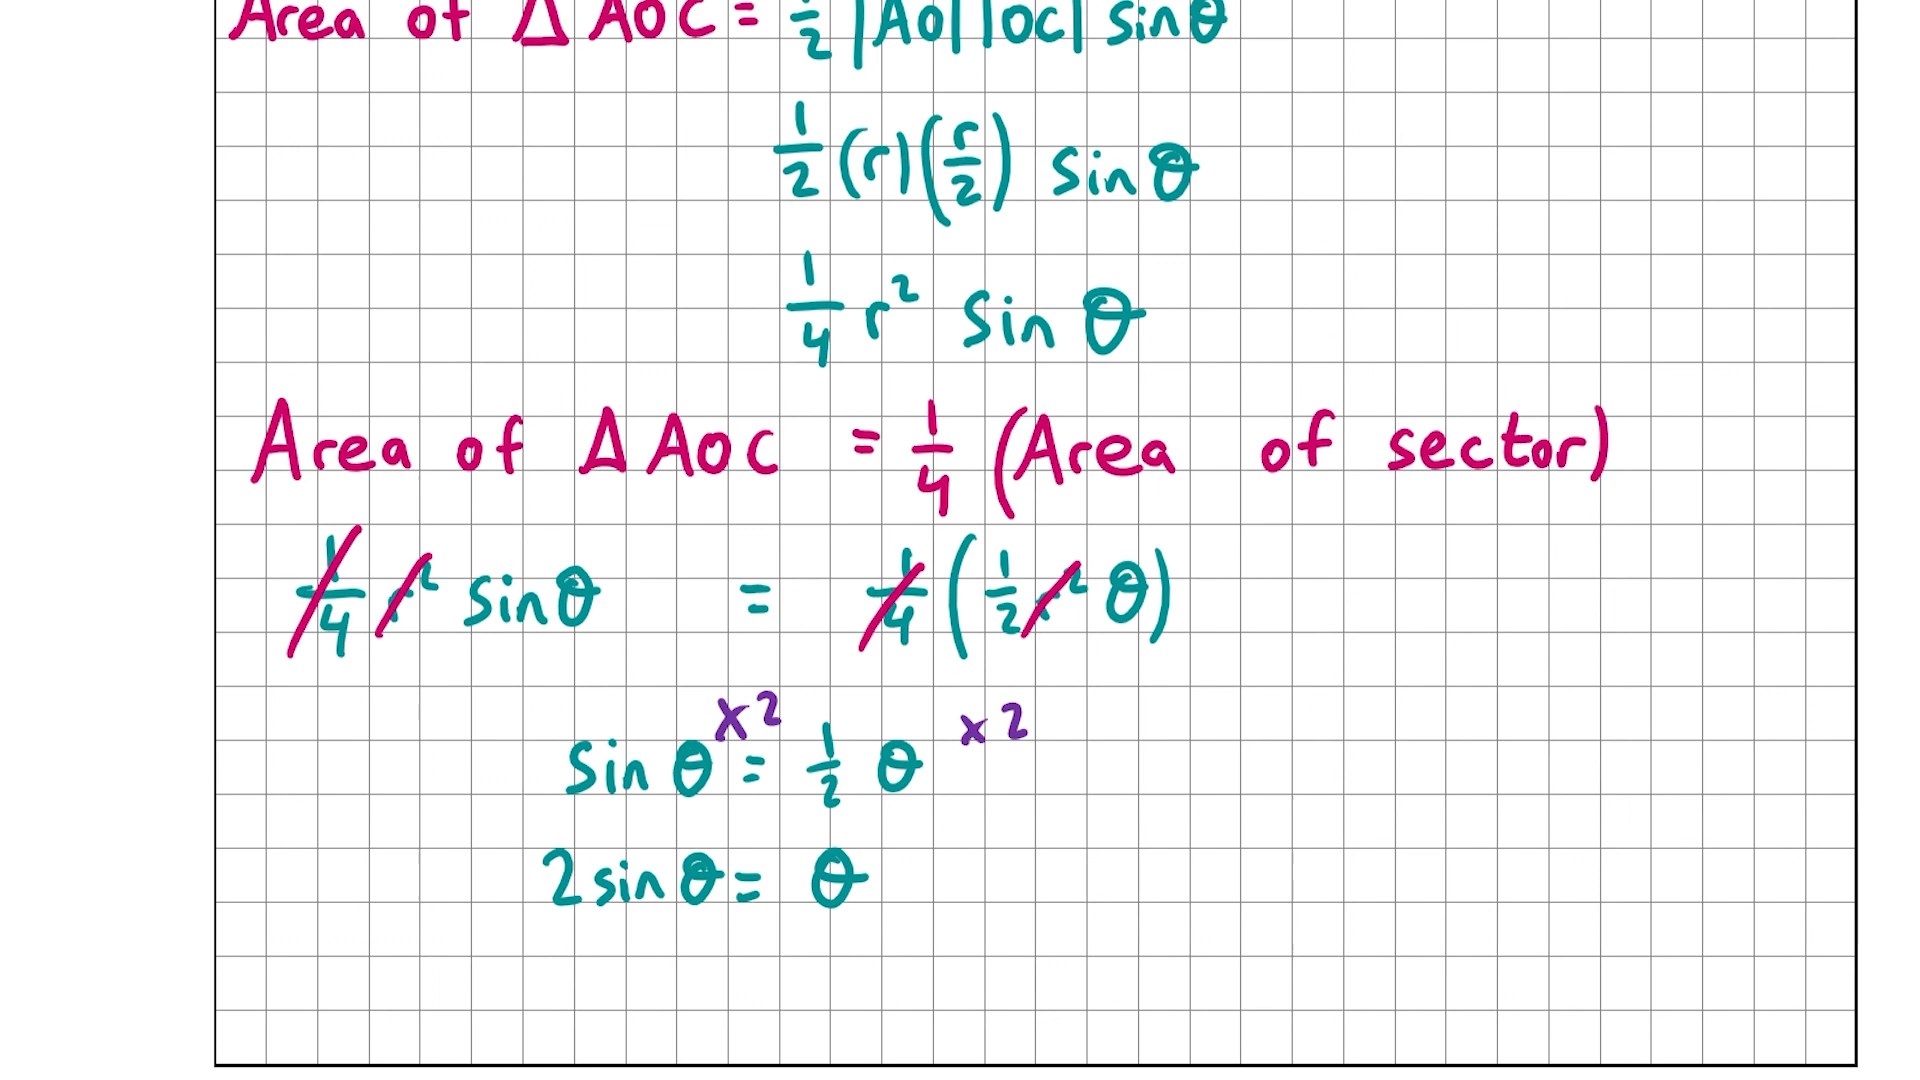 Area of Δ AOC = 1/2 |AO| |OC| sin θ
1/2 (r) (r/2) sin θ
1/4 r² sin θ
Area of Δ AOC = 1/4 (Area of sector)
1/4 r² sin θ = 1/4 (1/2 r² θ)
x2 x2
sin θ = 1/2 θ
2 sin θ = θ